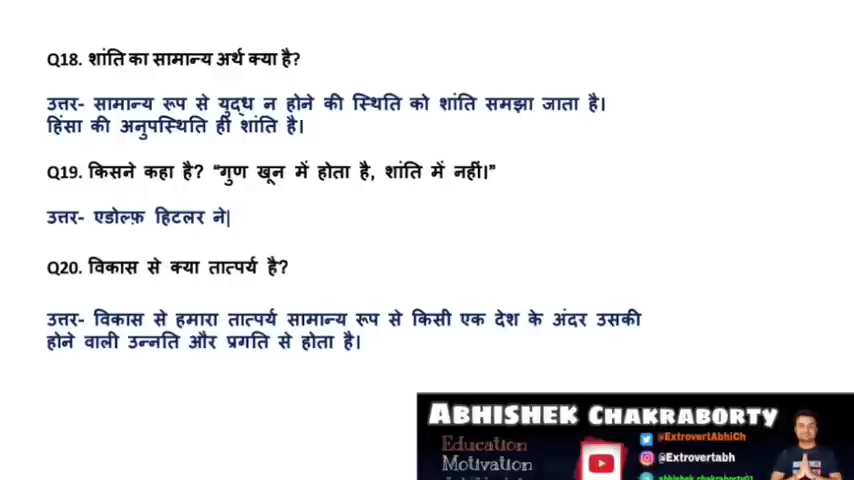 Q18. शांति का सामान्य अर्थ क्या है?
उत्तर- सामान्य रूप से युद्ध न होने की स्थिति को शांति समझा जाता है।
हिंसा की अनुपस्थिति ही शांति है।
Q19. किसने कहा है? “गुण खून में होता है, शांति में नहीं।”
उत्तर- एडोल्फ़ हिटलर ने|
Q20. विकास से क्या तात्पर्य है?
उत्तर- विकास से हमारा तात्पर्य सामान्य रूप से किसी एक देश के अंदर उसकी
होने वाली उन्नति और प्रगति से होता है।
ABHISHEK CHAKRABORTY
Education
Motivation
@ExtrovertAbhiCh
@Extrovertabh